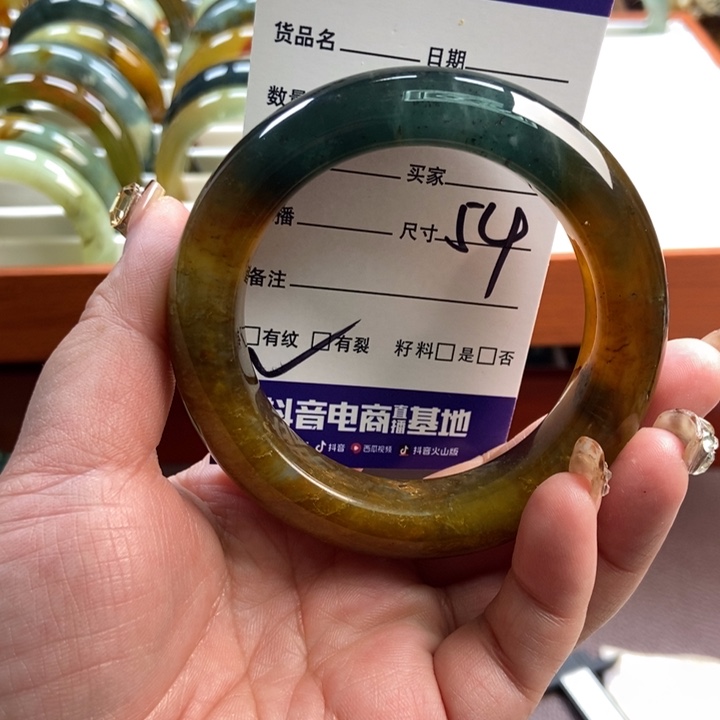 货品名 日期
数量
买家
播 尺寸 54
备注
□有纹 □有裂 籽料□是□否
抖音电商直播基地
抖音 西瓜视频 抖音火山版